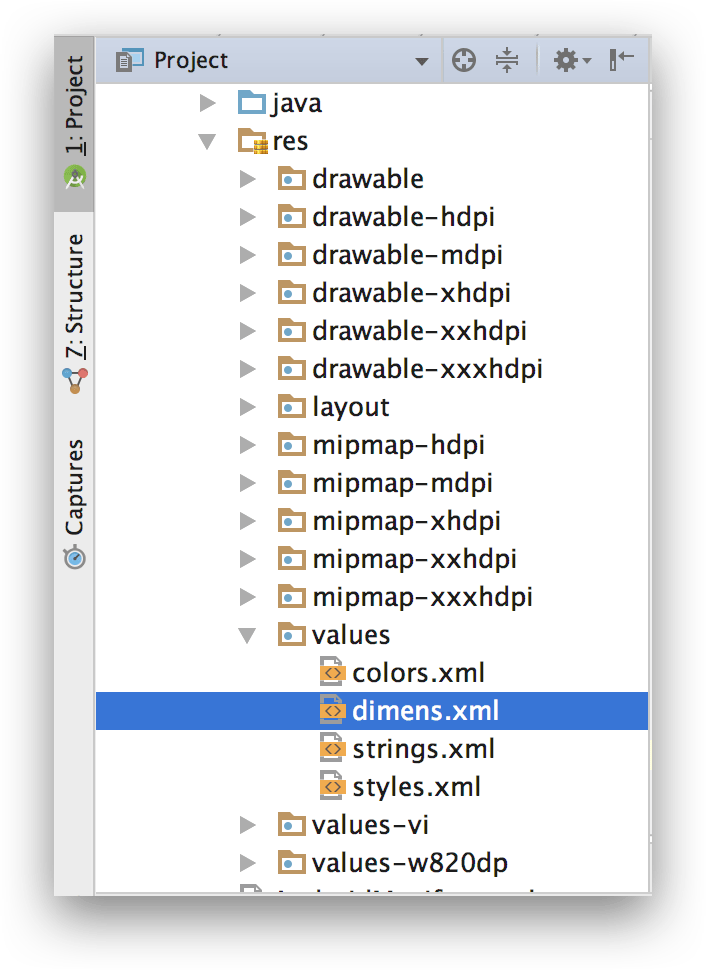 Project
1: Project
7: Structure
Captures
java
res
drawable
drawable-hdpi
drawable-mdpi
drawable-xhdpi
drawable-xxhdpi
drawable-xxxhdpi
layout
mipmap-hdpi
mipmap-mdpi
mipmap-xhdpi
mipmap-xxhdpi
mipmap-xxxhdpi
values
colors.xml
dimens.xml
strings.xml
styles.xml
values-vi
values-w820dp